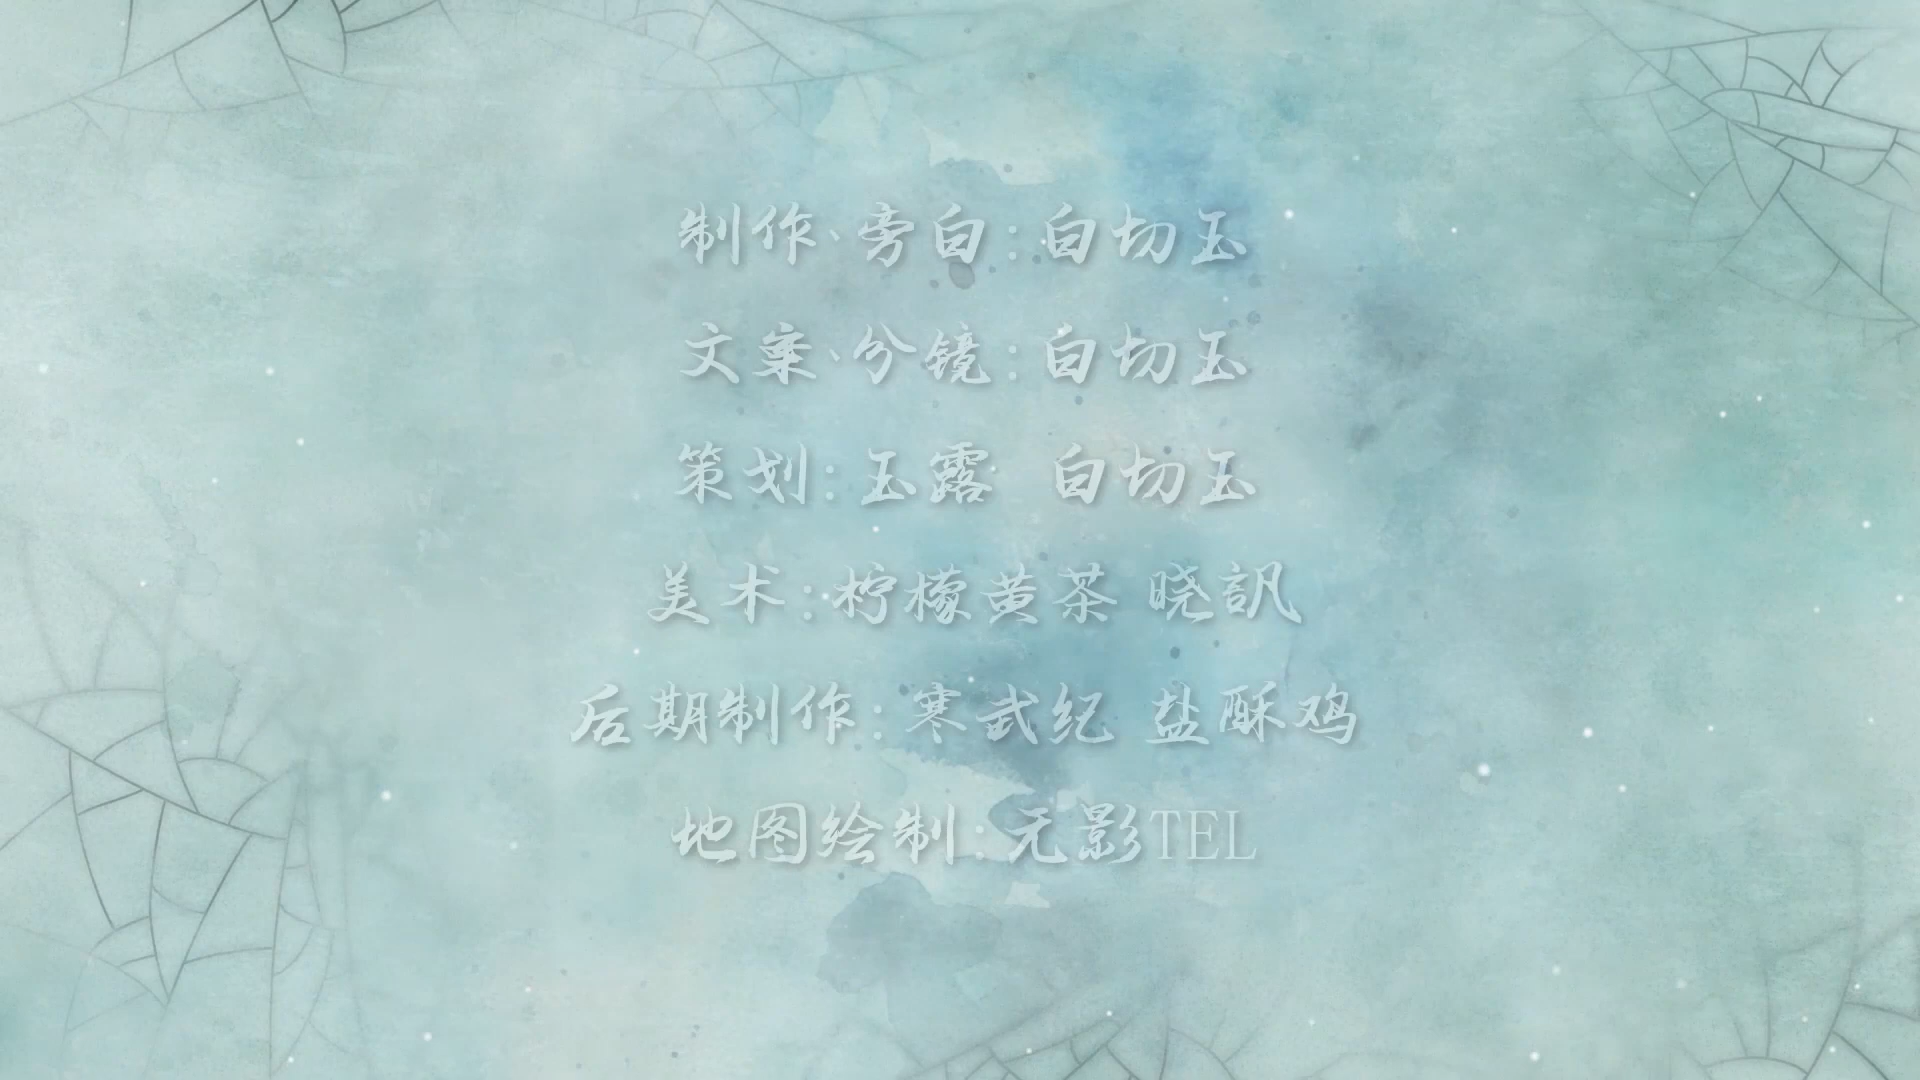 制作、旁白:白切玉
文案、分镜:白切玉
策划:玉露 白切玉
美术:柠檬黄茶 晓訊
后期制作:寒武纪 盐酥鸡
地图绘制:元影TEL